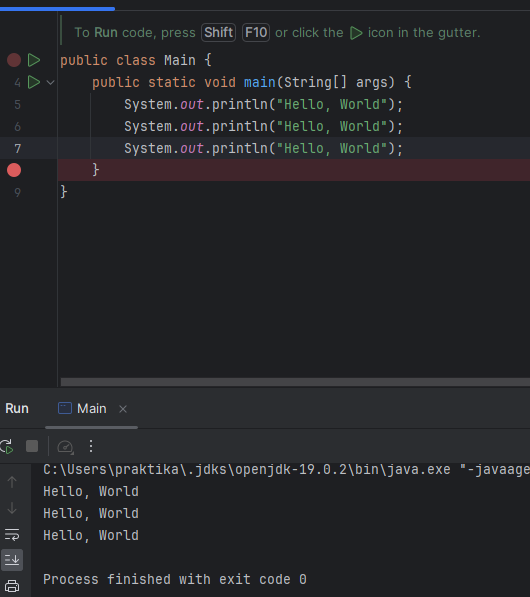 To Run code, press Shift F10 or click the icon in the gutter.
public class Main {
4 public static void main(String[] args) {
5 System.out.println("Hello, World");
6 System.out.println("Hello, World");
7 System.out.println("Hello, World");
}
9 }
Run Main
C:\Users\praktika\.jdks\openjdk-19.0.2\bin\java.exe "-javaage
Hello, World
Hello, World
Hello, World
Process finished with exit code 0